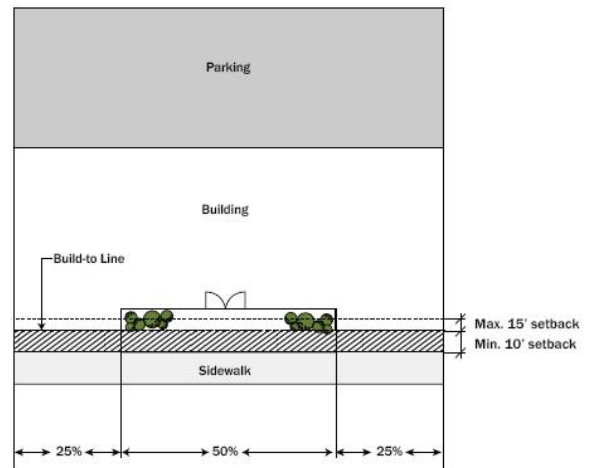 Parking
Building
Build-to Line
Max. 15' setback
Min. 10' setback
Sidewalk
25% 50% 25%